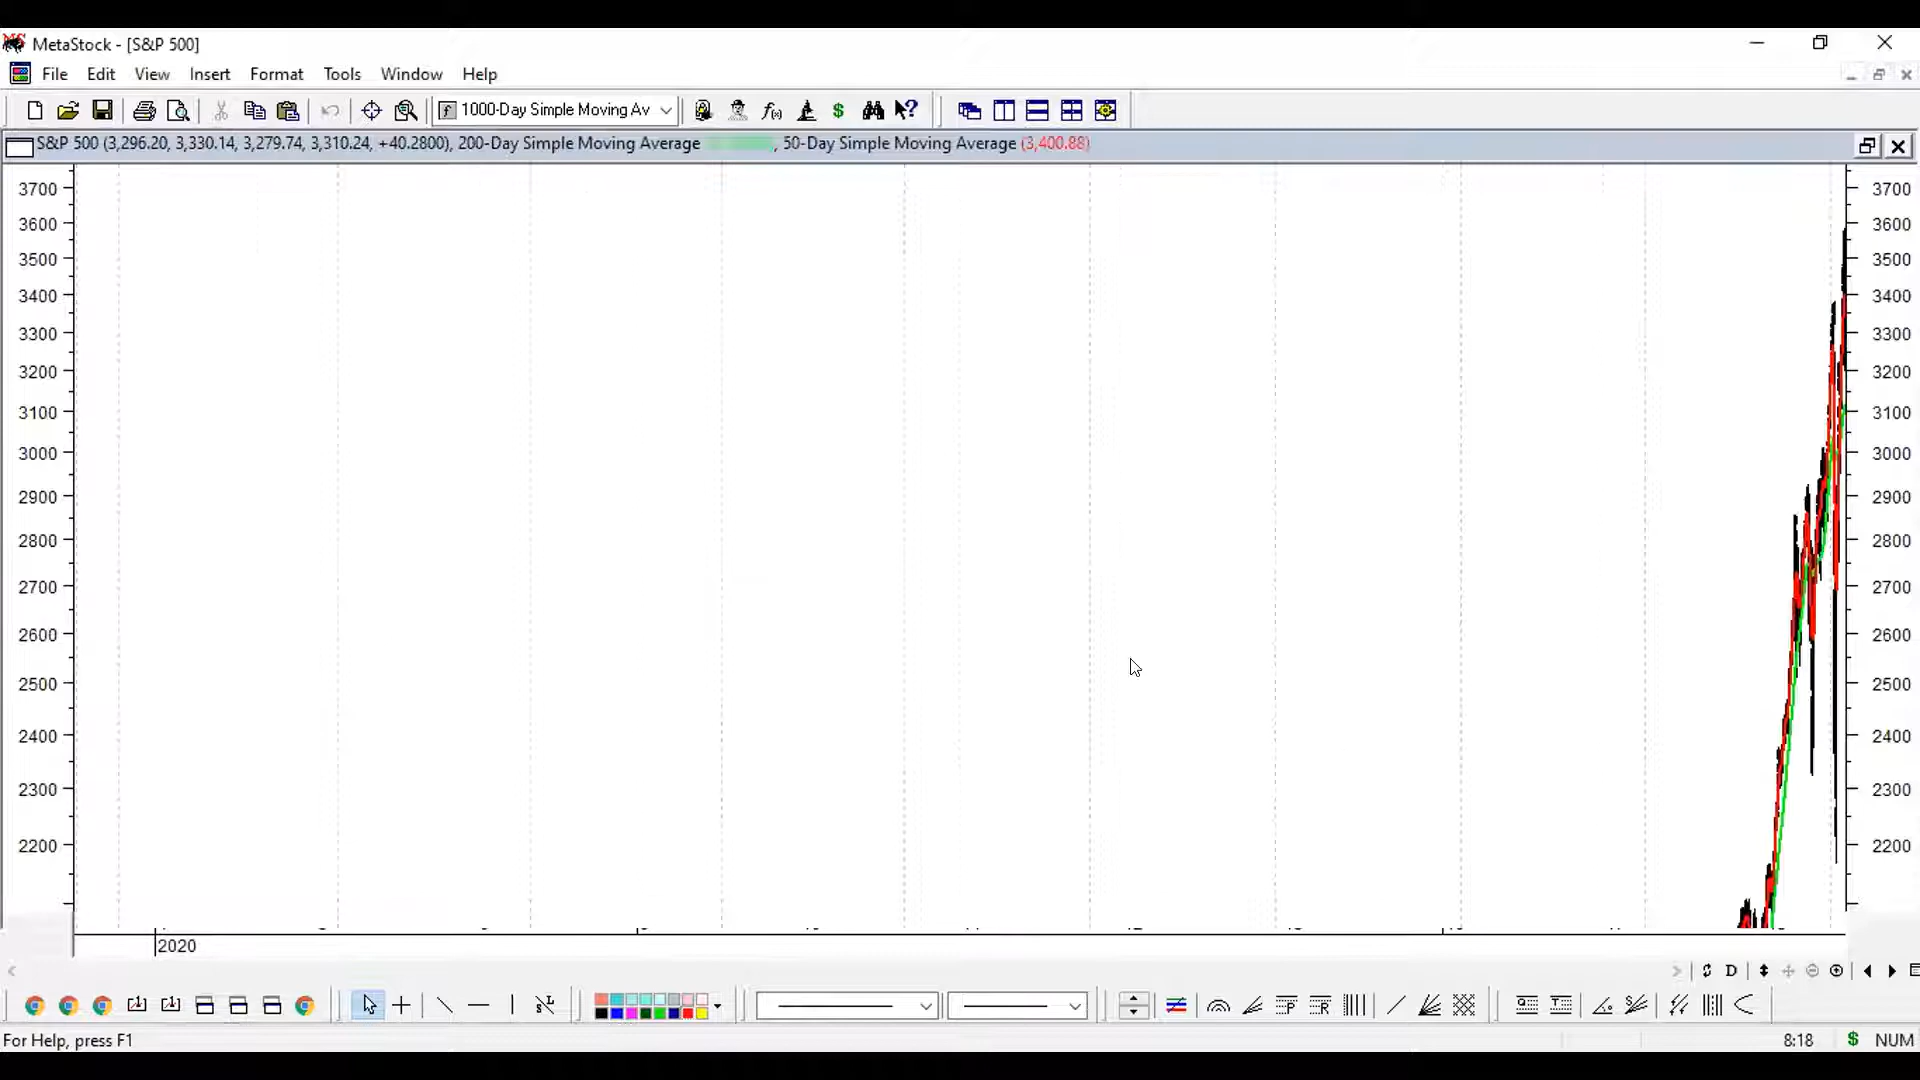 MetaStock - [S&P 500]
File Edit View Insert Format Tools Window Help
1000-Day Simple Moving Av
S&P 500 (3,296.20, 3,330.14, 3,279.74, 3,310.24, +40.2800), 200-Day Simple Moving Average , 50-Day Simple Moving Average (3,400.88)
3700 3700
3600 3600
3500 3500
3400 3400
3300 3300
3200 3200
3100 3100
3000 3000
2900 2900
2800 2800
2700 2700
2600 2600
2500 2500
2400 2400
2300 2300
2200 2200
2020
D
For Help, press F1
8:18 $ NUM